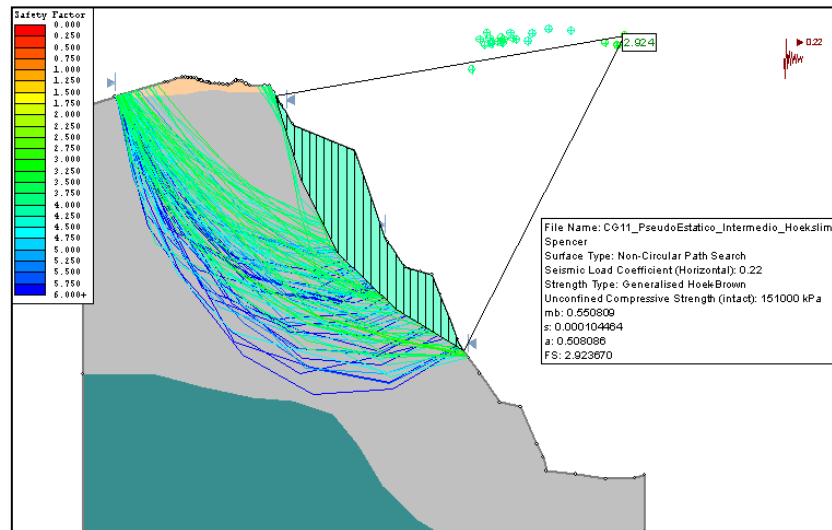 Safety Factor
0.000
0.250
0.500
0.750
1.000
1.250
1.500
1.750
2.000
2.250
2.500
2.750
3.000
3.250
3.500
3.750
4.000
4.250
4.500
4.750
5.000
5.250
5.500
5.750
6.000+
2.924
0.22
File Name: CG11_PseudoEstatico_Intermedio_Hoek.slim
Spencer
Surface Type: Non-Circular Path Search
Seismic Load Coefficient (Horizontal): 0.22
Strength Type: Generalised Hoek-Brown
Unconfined Compressive Strength (intact): 151000 kPa
mb: 0.550809
s: 0.000104464
a: 0.508086
FS: 2.923670